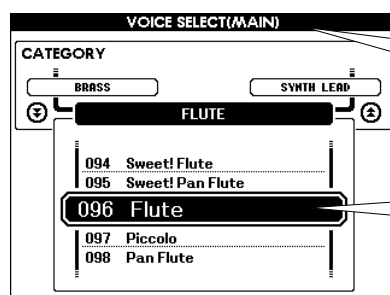 VOICE SELECT(MAIN)
CATEGORY
BRASS SYNTH LEAD
FLUTE
094 Sweet! Flute
095 Sweet! Pan Flute
096 Flute
097 Piccolo
098 Pan Flute